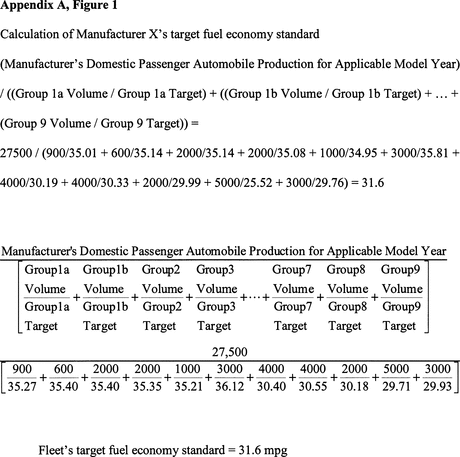 Appendix A, Figure 1
Calculation of Manufacturer X's target fuel economy standard
(Manufacturer's Domestic Passenger Automobile Production for Applicable Model Year)
/ ((Group 1a Volume / Group 1a Target) + ((Group 1b Volume / Group 1b Target) + … +
(Group 9 Volume / Group 9 Target)) =
27500 / (900/35.01 + 600/35.14 + 2000/35.14 + 2000/35.08 + 1000/34.95 + 3000/35.81 +
4000/30.19 + 4000/30.33 + 2000/29.99 + 5000/25.52 + 3000/29.76) = 31.6
Manufacturer's Domestic Passenger Automobile Production for Applicable Model Year
Group1a Group1b Group2 Group3 Group7 Group8 Group9
Volume Volume Volume Volume Volume Volume Volume
+ + + + ··· + + +
Group1a Group1b Group2 Group3 Group7 Group8 Group9
Target Target Target Target Target Target Target
27,500
900 + 600 + 2000 + 2000 + 1000 + 3000 + 4000 + 4000 + 2000 + 5000 + 3000
35.27 35.40 35.40 35.35 35.21 36.12 30.40 30.55 30.18 29.71 29.93
Fleet's target fuel economy standard = 31.6 mpg